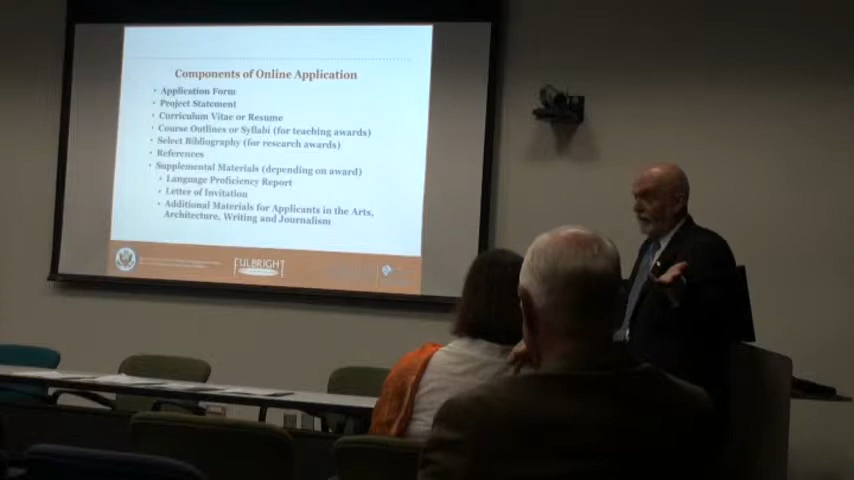 Components of Online Application
• Application Form
• Project Statement
• Curriculum Vitae or Resume
• Course Outlines or Syllabi (for teaching awards)
• Select Bibliography (for research awards)
• References
• Supplemental Materials (depending on award)
• Language Proficiency Report
• Letter of Invitation
• Additional Materials for Applicants in the Arts,
Architecture, Writing and Journalism
FULBRIGHT